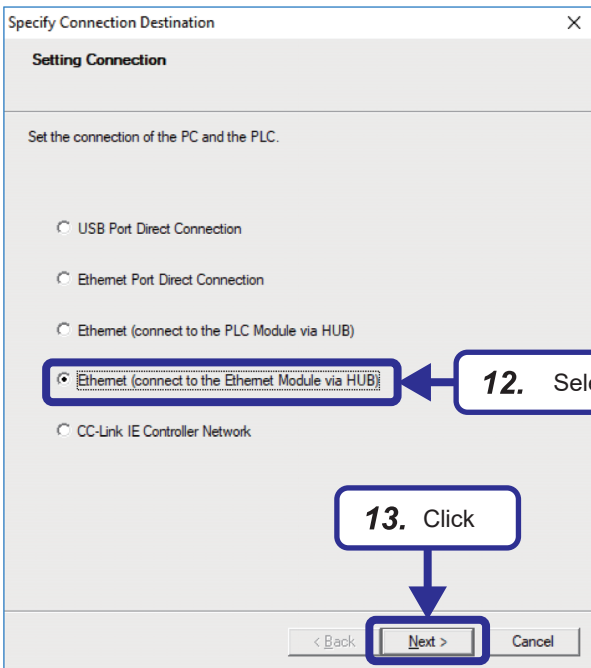 Specify Connection Destination
Setting Connection
Set the connection of the PC and the PLC.
USB Port Direct Connection
Ethernet Port Direct Connection
Ethernet (connect to the PLC Module via HUB)
Ethernet (connect to the Ethernet Module via HUB)
12.
CC-Link IE Controller Network
13. Click
< Back Next > Cancel